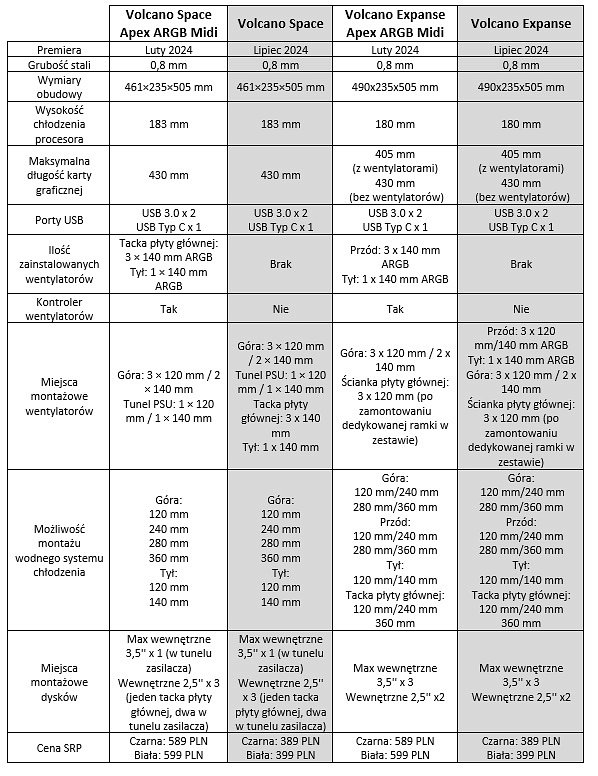 Volcano Space
Apex ARGB Midi
Volcano Space
Volcano Expanse
Apex ARGB Midi
Volcano Expanse
Premiera
Luty 2024
Lipiec 2024
Luty 2024
Lipiec 2024
Grubość stali
0,8 mm
0,8 mm
0,8 mm
0,8 mm
Wymiary
obudowy
461×235×505 mm
461×235×505 mm
490x235x505 mm
490x235x505 mm
Wysokość
chłodzenia
procesora
183 mm
183 mm
180 mm
180 mm
Maksymalna
długość karty
graficznej
430 mm
430 mm
405 mm
(z wentylatorami)
430 mm
(bez wentylatorów)
405 mm
(z wentylatorami)
430 mm
(bez wentylatorów)
Porty USB
USB 3.0 x 2
USB Typ C x 1
USB 3.0 x 2
USB Typ C x 1
USB 3.0 x 2
USB Typ C x 1
USB 3.0 x 2
USB Typ C x 1
Ilość
zainstalowanych
wentylatorów
Tacka płyty głównej:
3 × 140 mm ARGB
Tył: 1 × 140 mm
ARGB
Brak
Przód: 3 x 140 mm
ARGB
Tył: 1 x 140 mm ARGB
Brak
Kontroler
wentylatorów
Tak
Nie
Tak
Nie
Miejsca
montażowe
wentylatorów
Góra: 3 × 120 mm / 2
× 140 mm
Tunel PSU: 1 × 120
mm / 1 × 140 mm
Góra: 3 × 120 mm
/ 2 × 140 mm
Tunel PSU: 1 × 120
mm / 1 × 140 mm
Tacka płyty
głównej: 3 x 140
mm
Tył: 1 x 140 mm
Góra: 3 x 120 mm / 2 x
140 mm
Ścianka płyty głównej:
3 x 120 mm (po
zamontowaniu
dedykowanej ramki w
zestawie)
Przód: 3 x 120
mm/140 mm ARGB
Tył: 1 x 140 mm ARGB
Góra: 3 x 120 mm / 2 x
140 mm
Ścianka płyty głównej:
3 x 120 mm (po
zamontowaniu
dedykowanej ramki w
zestawie)
Możliwość
montażu
wodnego systemu
chłodzenia
Góra:
120 mm
240 mm
280 mm
360 mm
Tył:
120 mm
140 mm
Góra:
120 mm
240 mm
280 mm
360 mm
Tył:
120 mm
140 mm
Góra:
120 mm/240 mm
280 mm/360 mm
Przód:
120 mm/240 mm
280 mm/360 mm
Tył:
120 mm/140 mm
Tacka płyty głównej:
120 mm/240 mm
360 mm
Góra:
120 mm/240 mm
280 mm/360 mm
Przód:
120 mm/240 mm
280 mm/360 mm
Tył:
120 mm/140 mm
Tacka płyty głównej:
120 mm/240 mm
360 mm
Miejsca
montażowe
dysków
Max wewnętrzne
3,5'' x 1 (w tunelu
zasilacza)
Wewnętrzne 2,5'' x 3
(jeden tacka płyty
głównej, dwa w
tunelu zasilacza)
Max wewnętrzne
3,5'' x 1 (w tunelu
zasilacza)
Wewnętrzne 2,5''
x 3 (jeden tacka
płyty głównej, dwa
w tunelu zasilacza)
Max wewnętrzne
3,5'' x 3
Wewnętrzne 2,5'' x2
Max wewnętrzne
3,5'' x 3
Wewnętrzne 2,5'' x2
Cena SRP
Czarna: 589 PLN
Biała: 599 PLN
Czarna: 389 PLN
Biała: 399 PLN
Czarna: 589 PLN
Biała: 599 PLN
Czarna: 389 PLN
Biała: 399 PLN